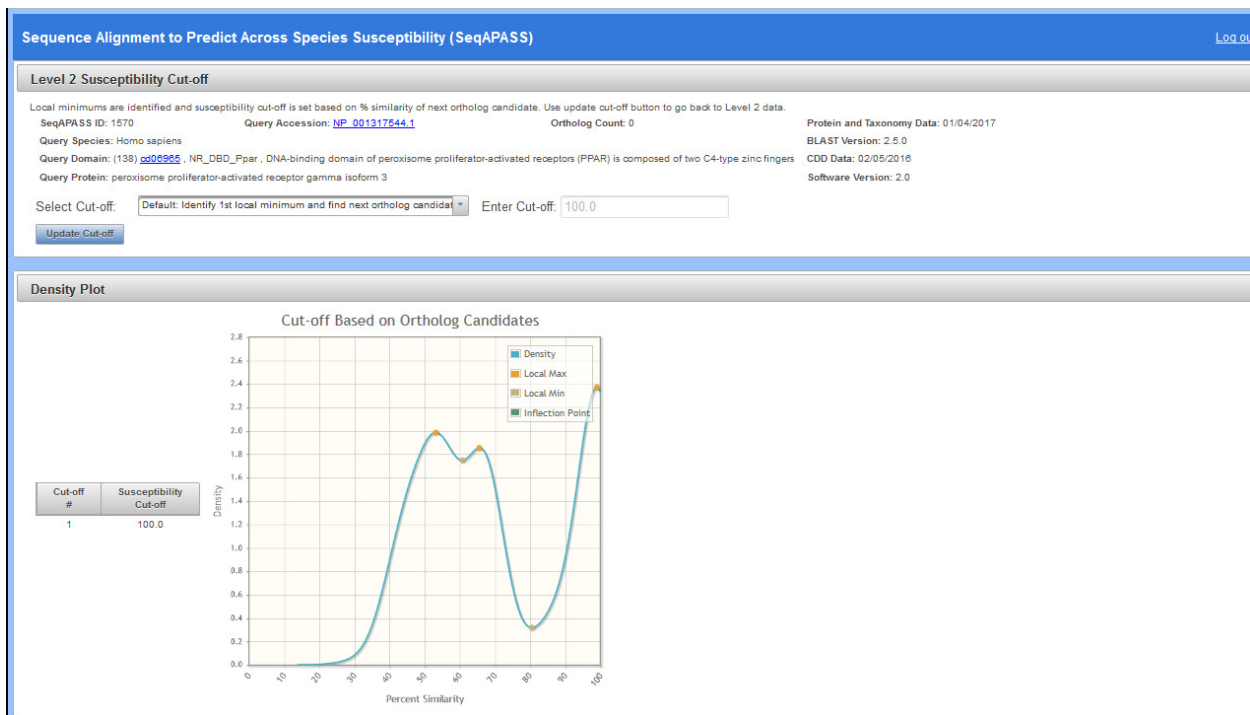 Sequence Alignment to Predict Across Species Susceptibility (SeqAPASS)
Log ou
Level 2 Susceptibility Cut-off
Local minimums are identified and susceptibility cut-off is set based on % similarity of next ortholog candidate. Use update cut-off button to go back to Level 2 data.
SeqAPASS ID: 1570 Query Accession: NP_001317544.1 Ortholog Count: 0 Protein and Taxonomy Data: 01/04/2017
Query Species: Homo sapiens BLAST Version: 2.5.0
Query Domain: (138) cd06965 , NR_DBD_Ppar , DNA-binding domain of peroxisome proliferator-activated receptors (PPAR) is composed of two C4-type zinc fingers CDD Data: 02/05/2016
Query Protein: peroxisome proliferator-activated receptor gamma isoform 3 Software Version: 2.0
Select Cut-off: Default: Identify 1st local minimum and find next ortholog candidat Enter Cut-off: 100.0
Update Cut-off
Density Plot
Cut-off Based on Ortholog Candidates
Density
Local Max
Local Min
Inflection Point
2.8
2.6
2.4
2.2
2.0
1.8
1.6
1.4
1.2
1.0
0.8
0.6
0.4
0.2
0.0
Density
0 10 20 30 40 50 60 70 80 90 100
Percent Similarity
Cut-off # Susceptibility Cut-off
1 100.0